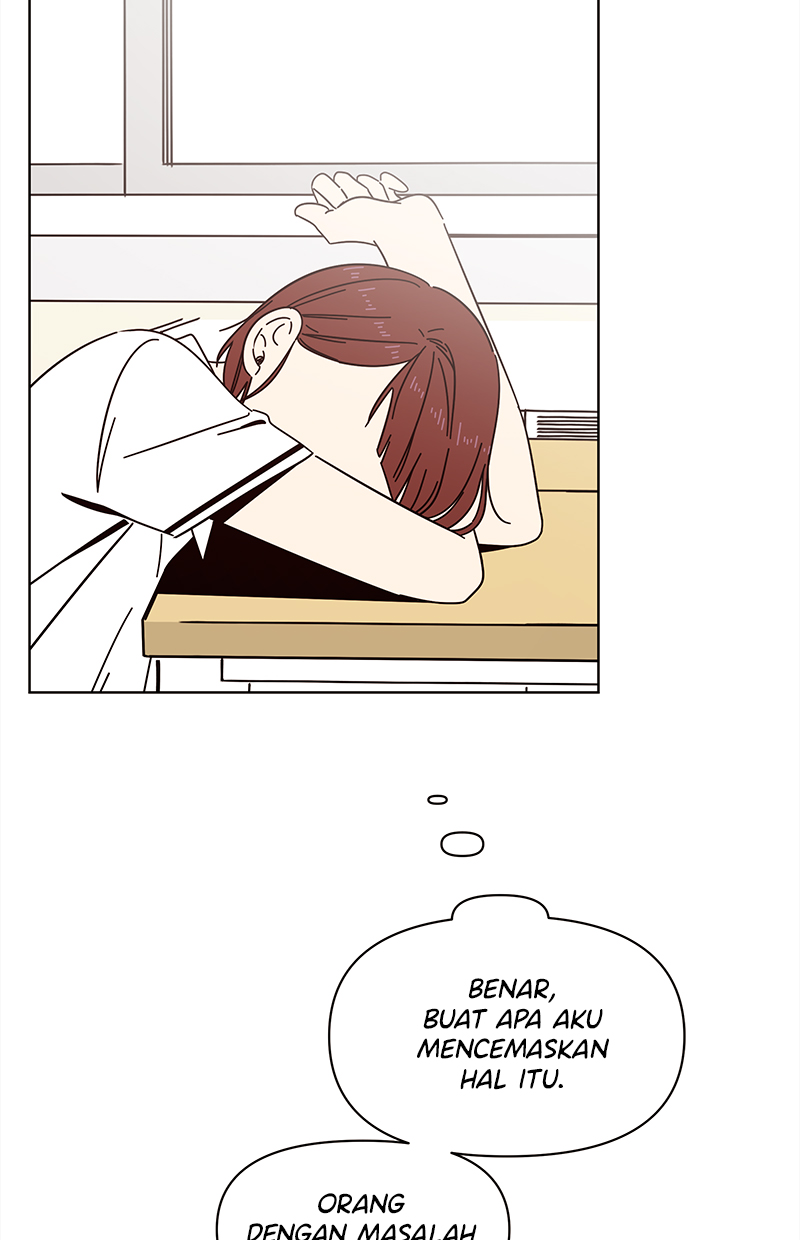 BENAR,
BUAT APA AKU
MENCEMASKAN
HAL ITU.
ORANG
DENGAN MASALAH